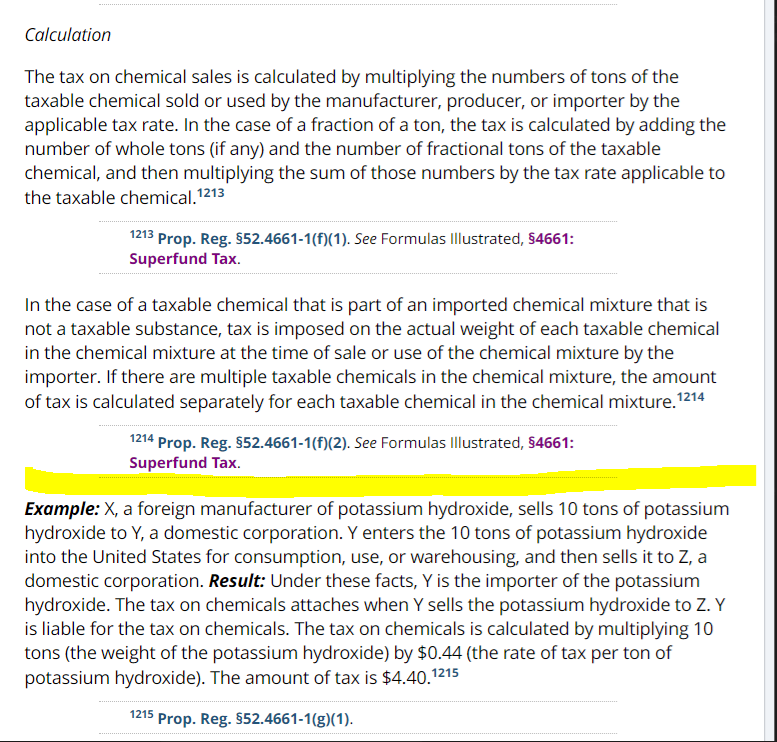 Calculation
The tax on chemical sales is calculated by multiplying the numbers of tons of the
taxable chemical sold or used by the manufacturer, producer, or importer by the
applicable tax rate. In the case of a fraction of a ton, the tax is calculated by adding the
number of whole tons (if any) and the number of fractional tons of the taxable
chemical, and then multiplying the sum of those numbers by the tax rate applicable to
the taxable chemical.1213
1213 Prop. Reg. §52.4661-1(f)(1). See Formulas Illustrated, §4661:
Superfund Tax.
In the case of a taxable chemical that is part of an imported chemical mixture that is
not a taxable substance, tax is imposed on the actual weight of each taxable chemical
in the chemical mixture at the time of sale or use of the chemical mixture by the
importer. If there are multiple taxable chemicals in the chemical mixture, the amount
of tax is calculated separately for each taxable chemical in the chemical mixture.1214
1214 Prop. Reg. §52.4661-1(f)(2). See Formulas Illustrated, §4661:
Superfund Tax.
Example: X, a foreign manufacturer of potassium hydroxide, sells 10 tons of potassium
hydroxide to Y, a domestic corporation. Y enters the 10 tons of potassium hydroxide
into the United States for consumption, use, or warehousing, and then sells it to Z, a
domestic corporation. Result: Under these facts, Y is the importer of the potassium
hydroxide. The tax on chemicals attaches when Y sells the potassium hydroxide to Z. Y
is liable for the tax on chemicals. The tax on chemicals is calculated by multiplying 10
tons (the weight of the potassium hydroxide) by $0.44 (the rate of tax per ton of
potassium hydroxide). The amount of tax is $4.40.1215
1215 Prop. Reg. §52.4661-1(g)(1).